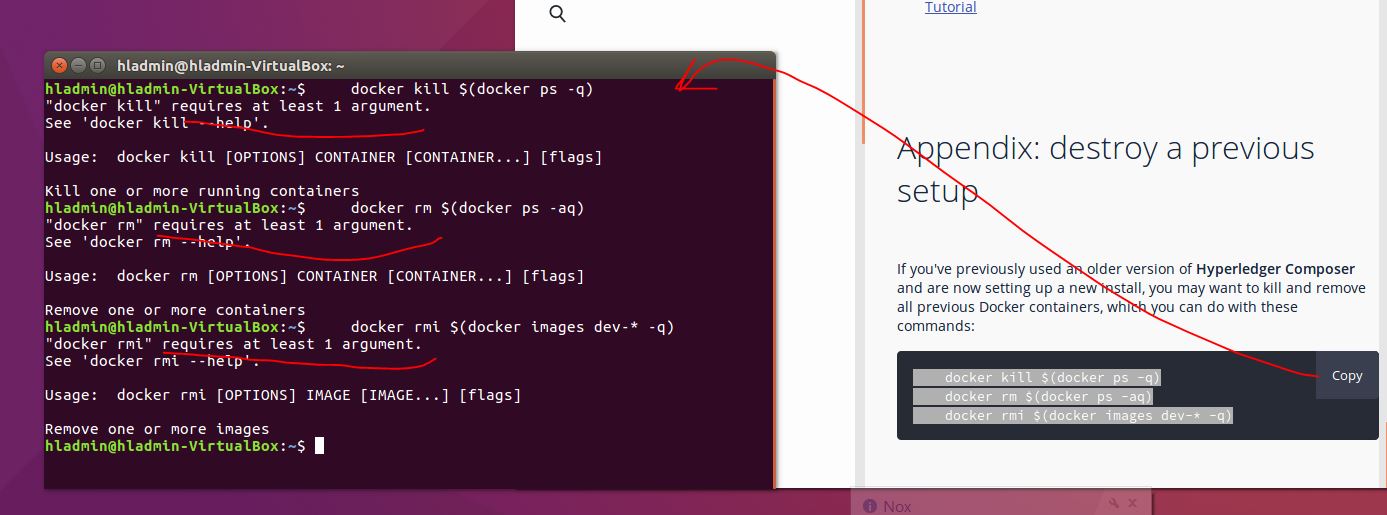 hladmin@hladmin-VirtualBox: ~
hladmin@hladmin-VirtualBox:~$     docker kill $(docker ps -q)
"docker kill" requires at least 1 argument.
See 'docker kill --help'.
Usage:  docker kill [OPTIONS] CONTAINER [CONTAINER...] [flags]
Kill one or more running containers
hladmin@hladmin-VirtualBox:~$     docker rm $(docker ps -aq)
"docker rm" requires at least 1 argument.
See 'docker rm --help'.
Usage:  docker rm [OPTIONS] CONTAINER [CONTAINER...] [flags]
Remove one or more containers
hladmin@hladmin-VirtualBox:~$     docker rmi $(docker images dev-* -q)
"docker rmi" requires at least 1 argument.
See 'docker rmi --help'.
Usage:  docker rmi [OPTIONS] IMAGE [IMAGE...] [flags]
Remove one or more images
hladmin@hladmin-VirtualBox:~$
Tutorial
Appendix: destroy a previous
setup
If you've previously used an older version of Hyperledger Composer
and are now setting up a new install, you may want to kill and remove
all previous Docker containers, which you can do with these
commands:
Copy
docker kill $(docker ps -q)
docker rm $(docker ps -aq)
docker rmi $(docker images dev-* -q)
Nox